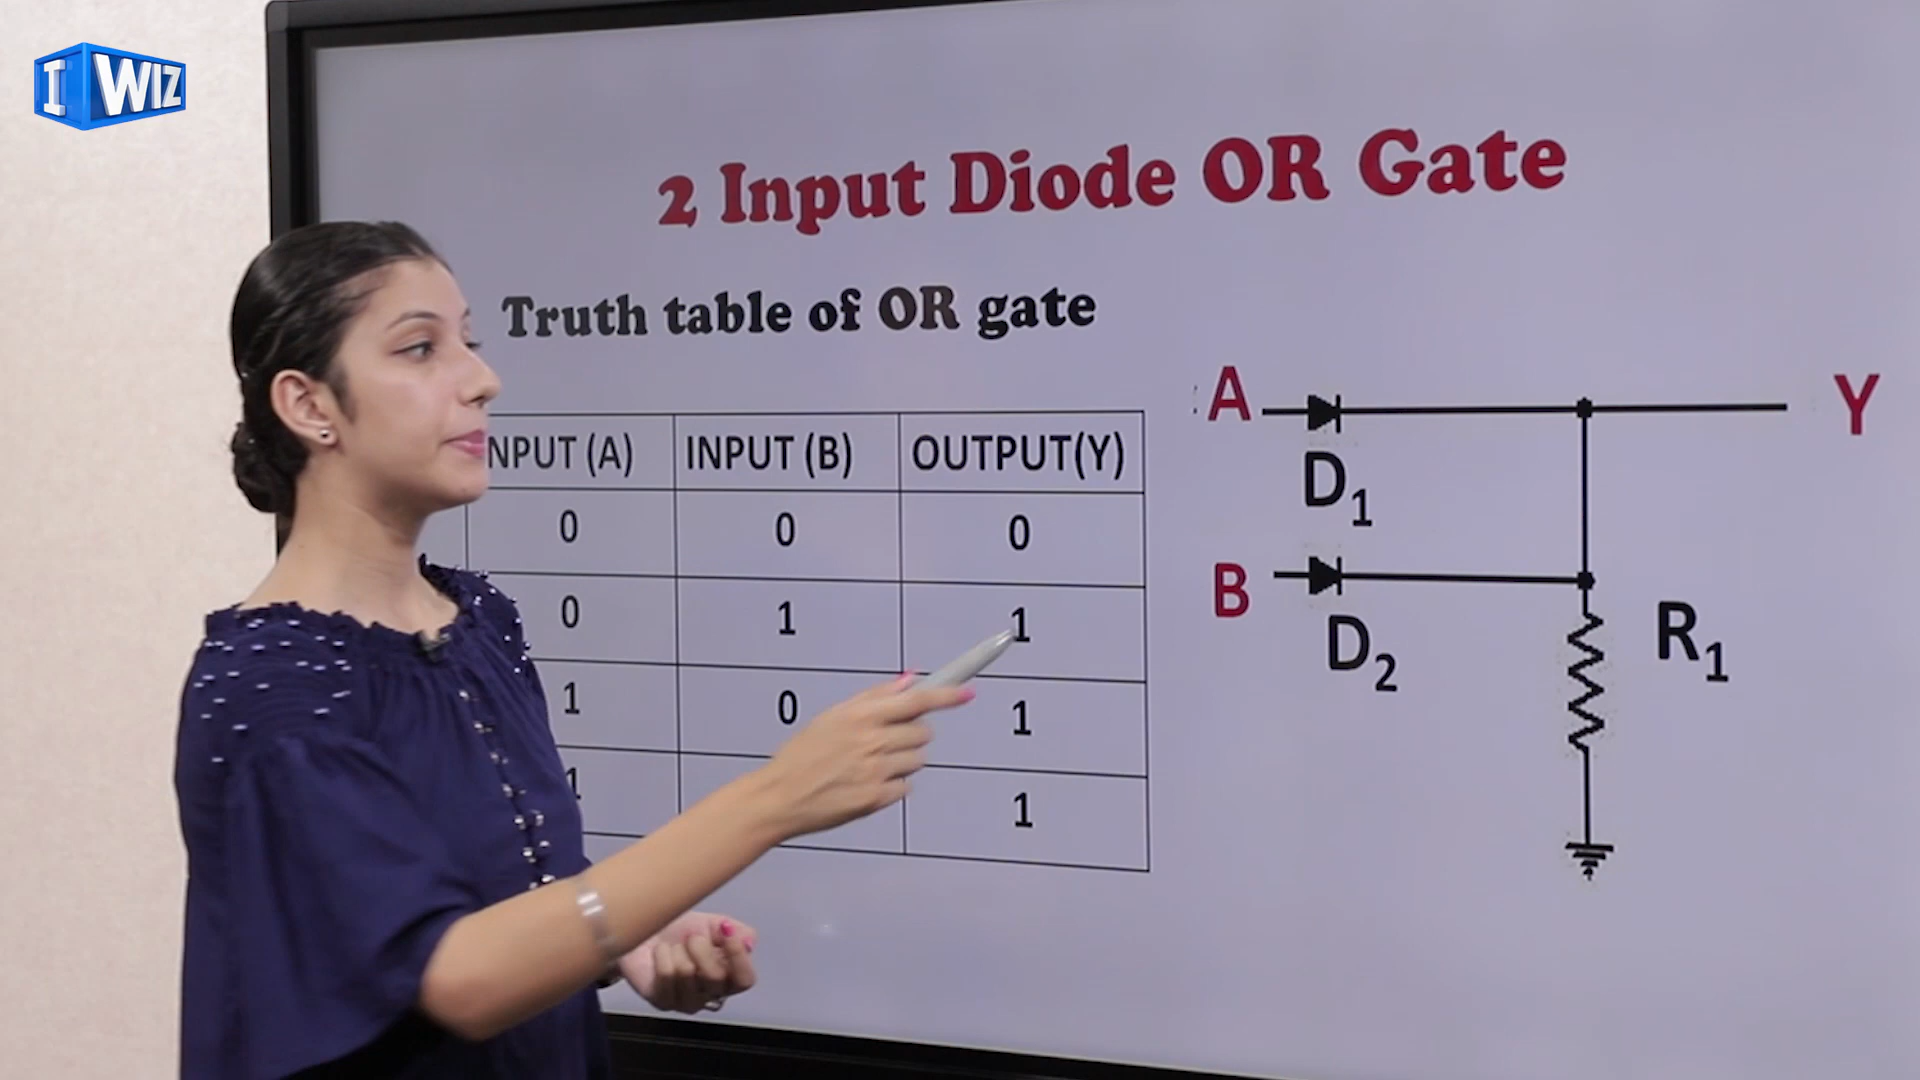 I WIZ
2 Input Diode OR Gate
Truth table of OR gate
NPUT (A) INPUT (B) OUTPUT(Y)
0 0 0
0 1 1
1 0 1
1 1
A Y
D1
B
D2 R1